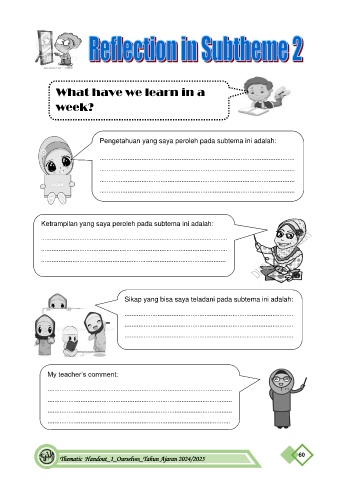 Reflection in Subtheme 2
What have we learn in a
week?
Pengetahuan yang saya peroleh pada subtema ini adalah:
Ketrampilan yang saya peroleh pada subtema ini adalah:
Sikap yang bisa saya teladani pada subtema ini adalah:
My teacher's comment:
Thematic Handout_1_Ourselves_Tahun Ajaran 2024/2025
60